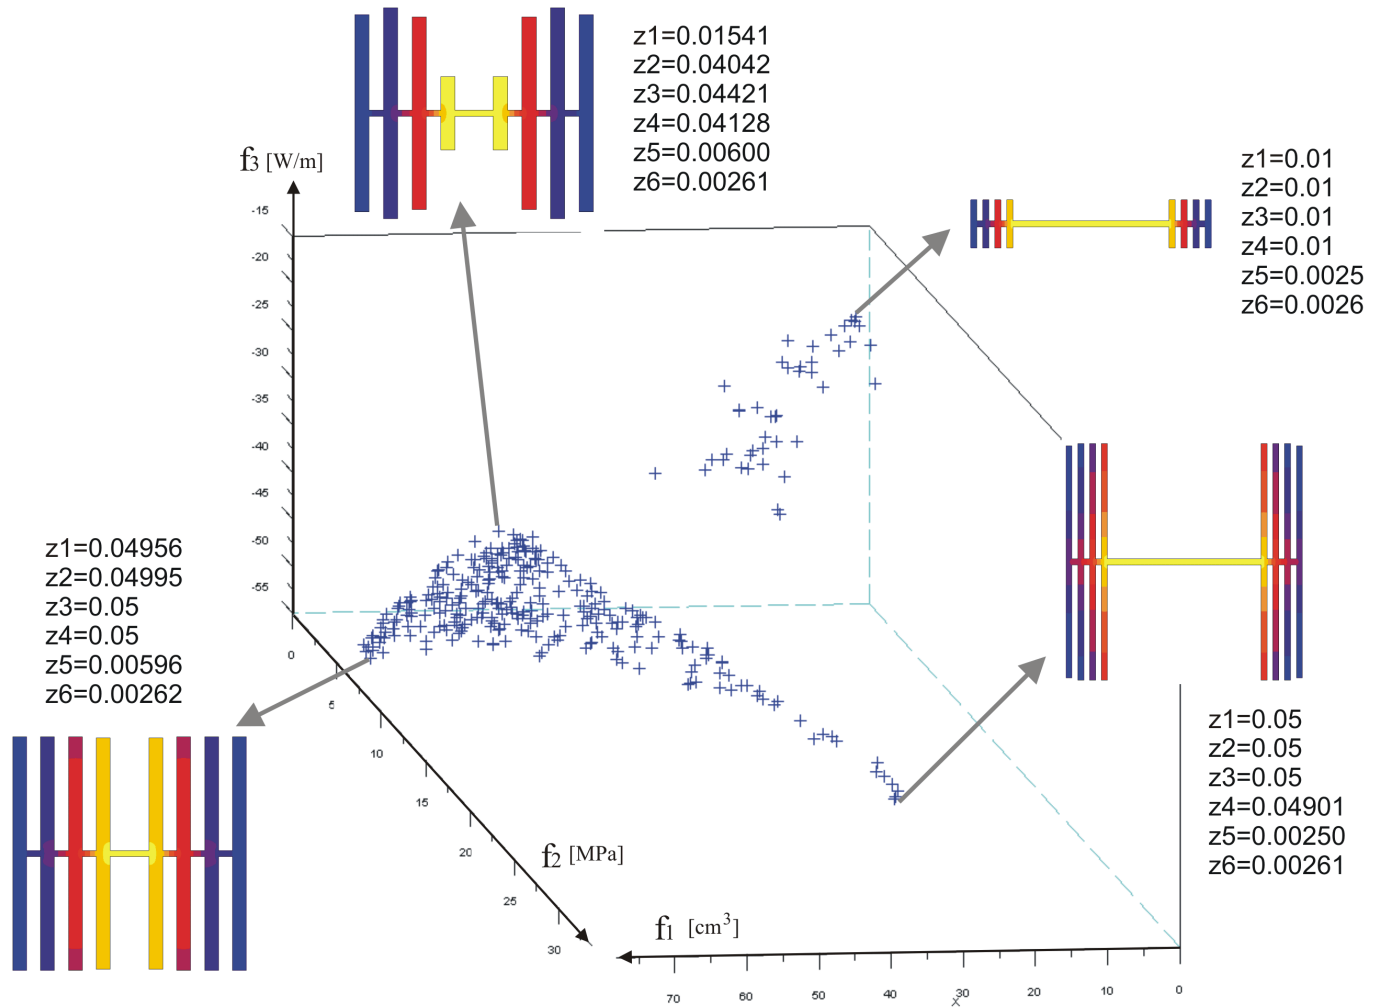 z1=0.01541
z2=0.04042
z3=0.04421
z4=0.04128
z5=0.00600
z6=0.00261
f3 [W/m]
-15
-20
-25
-30
-35
-40
-45
-50
-55
z1=0.01
z2=0.01
z3=0.01
z4=0.01
z5=0.0025
z6=0.0026
z1=0.04956
z2=0.04995
z3=0.05
z4=0.05
z5=0.00596
z6=0.00262
z1=0.05
z2=0.05
z3=0.05
z4=0.04901
z5=0.00250
z6=0.00261
0
5
10
15
20
25
30
f2 [MPa]
f1 [cm³]
70 60 50 40 30 20 10 0
x